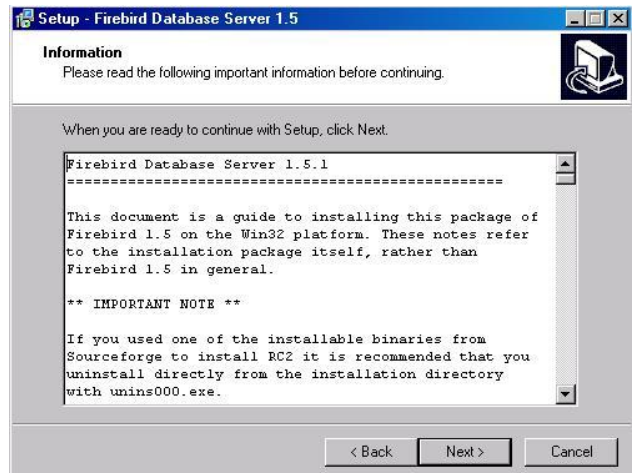 Setup - Firebird Database Server 1.5
Information
Please read the following important information before continuing.
When you are ready to continue with Setup, click Next.
Firebird Database Server 1.5.1
==================================================
This document is a guide to installing this package of
Firebird 1.5 on the Win32 platform. These notes refer
to the installation package itself, rather than
Firebird 1.5 in general.
** IMPORTANT NOTE **
If you used one of the installable binaries from
Sourceforge to install RC2 it is recommended that you
uninstall directly from the installation directory
with unins000.exe.
< Back Next > Cancel